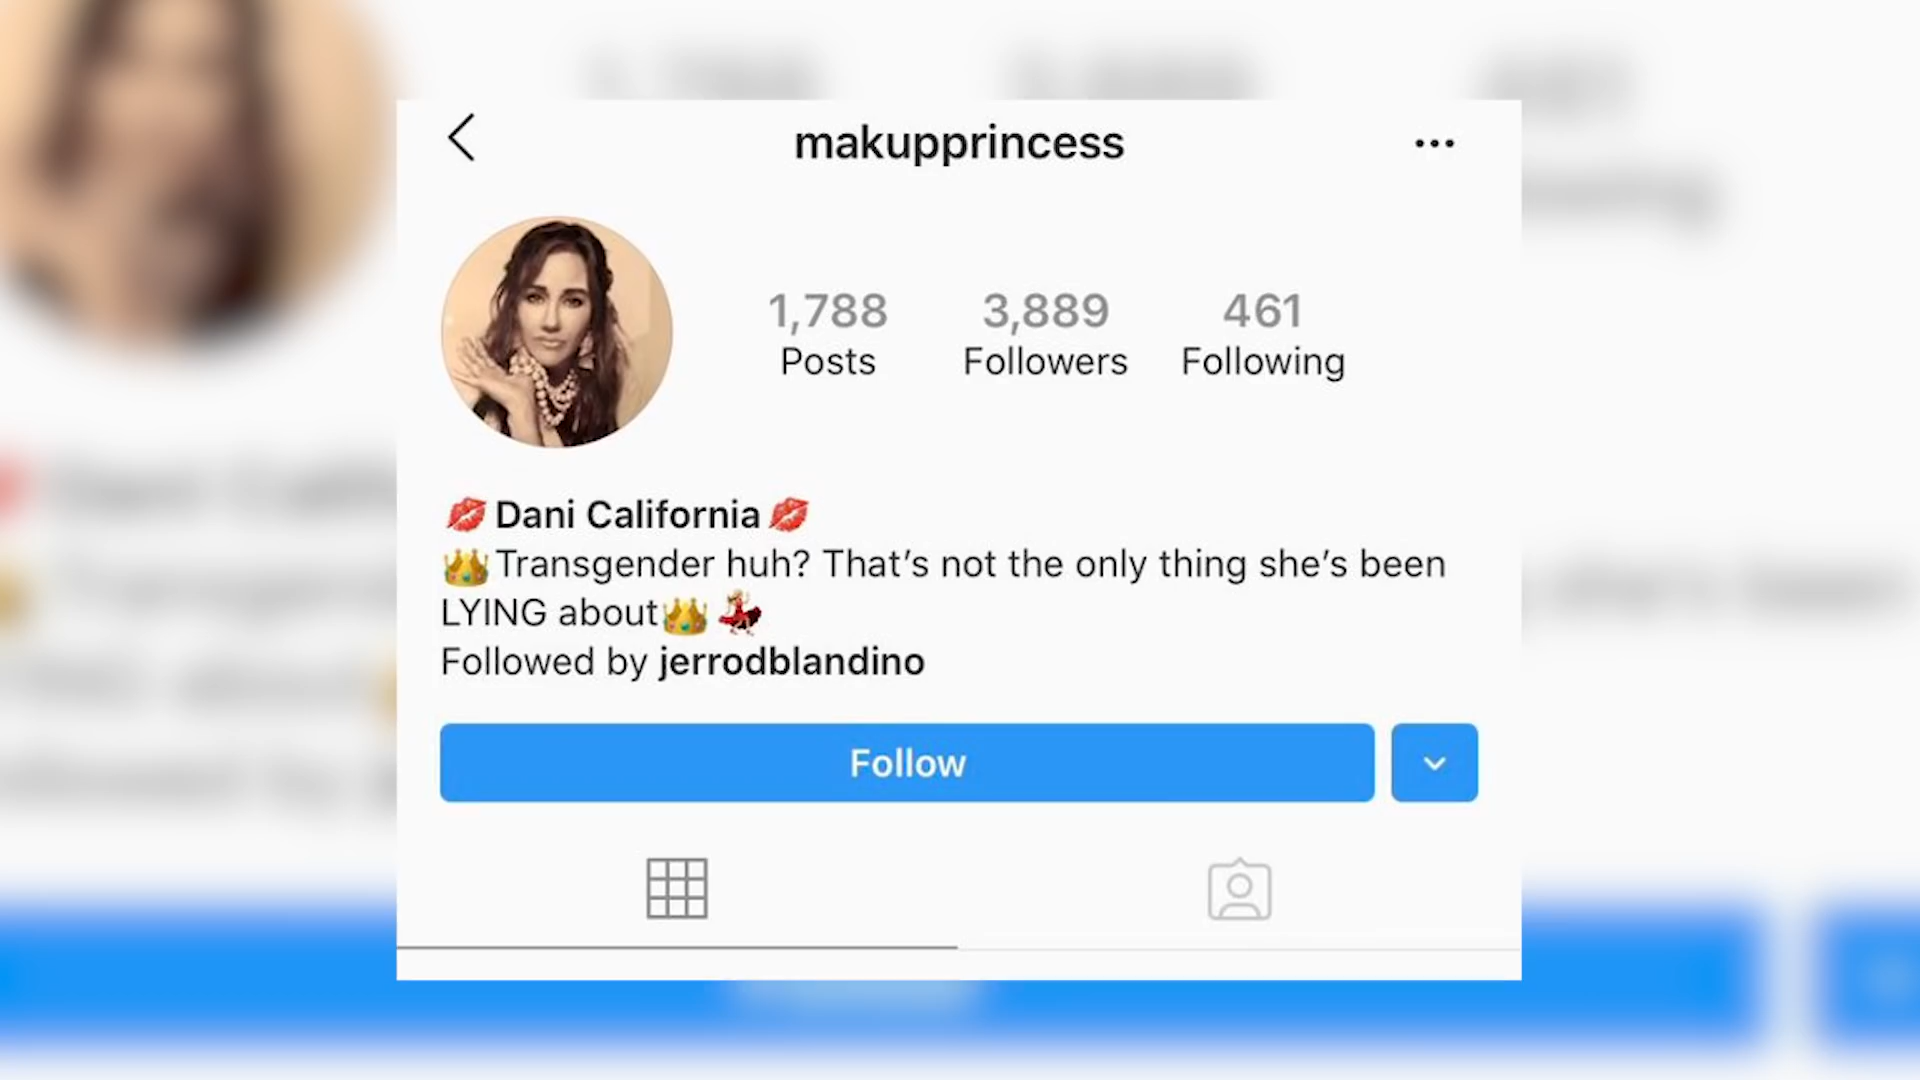 makupprincess
1,788 3,889 461
Posts Followers Following
💋Dani California💋
👑Transgender huh? That’s not the only thing she’s been
LYING about👑💃
Followed by jerrodblandino
Follow